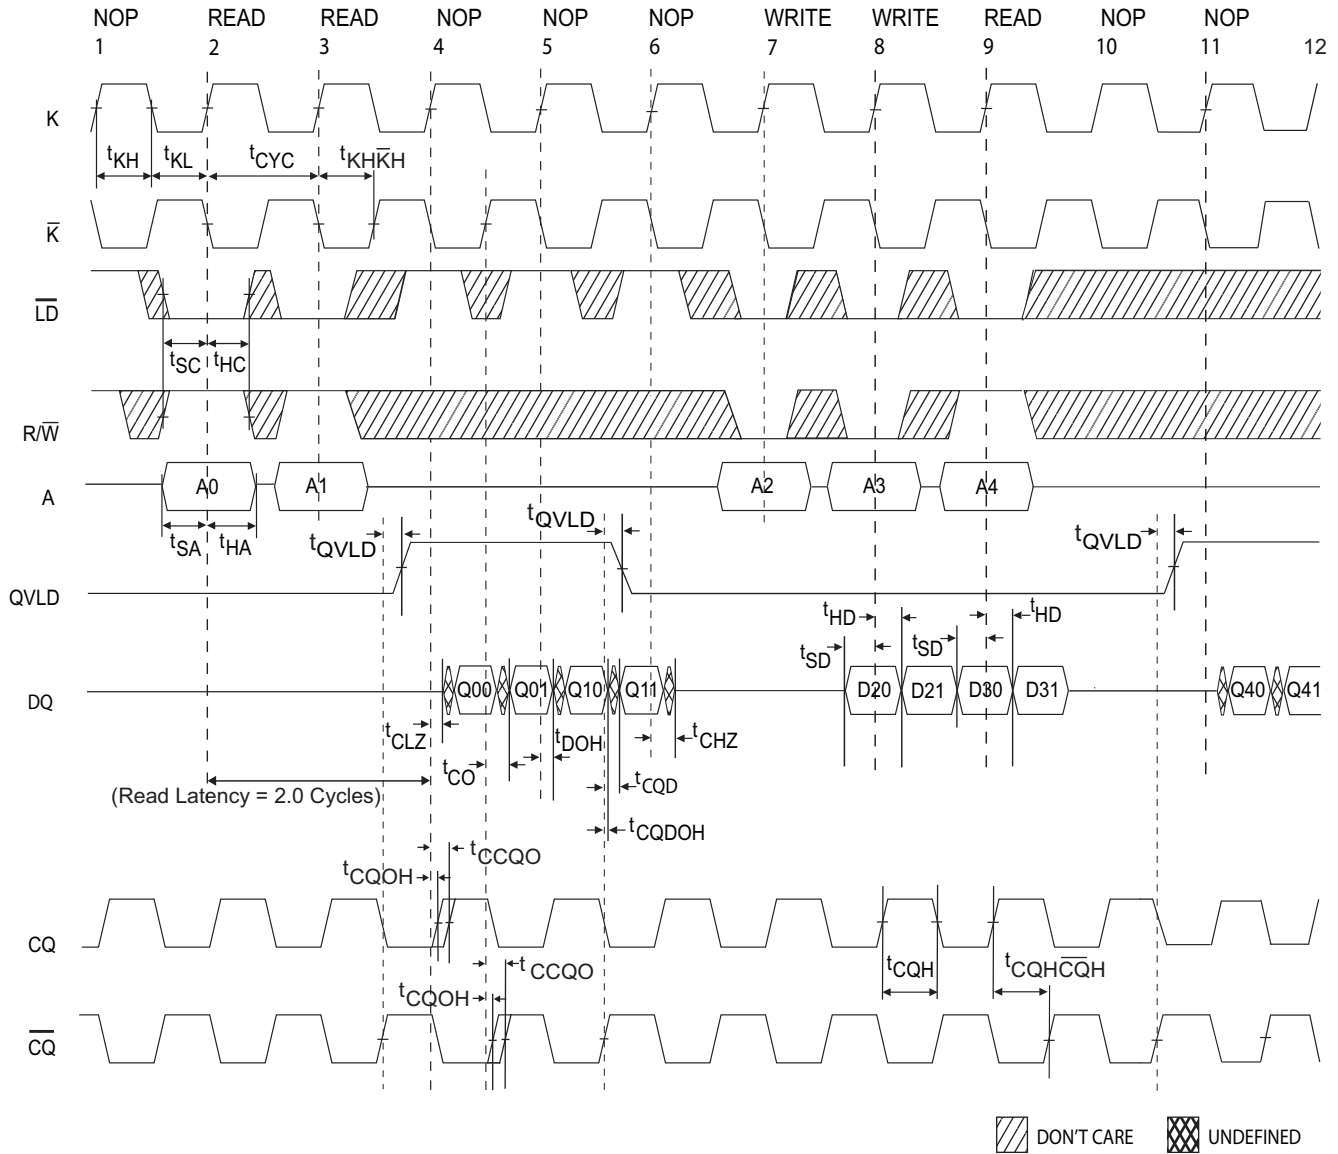 NOP READ READ NOP NOP NOP WRITE WRITE READ NOP NOP
1 2 3 4 5 6 7 8 9 10 11 12
K
tKH tKL tCYC tKHK̅H
K̅
L̅D̅
tSC tHC
R/W̅
A A0 A1 A2 A3 A4
tSA tHA tQVLD tQVLD tQVLD
QVLD
tHD tHD
tSD tSD
DQ Q00 Q01 Q10 Q11 D20 D21 D30 D31 Q40 Q41
tCLZ tDOH tCHZ
tCO tCQD
(Read Latency = 2.0 Cycles)
tCQDOH
tCCQO
tCQOH
CQ
tCCQO tCQH tCQHC̅Q̅H
tCQOH
C̅Q̅
DON'T CARE UNDEFINED